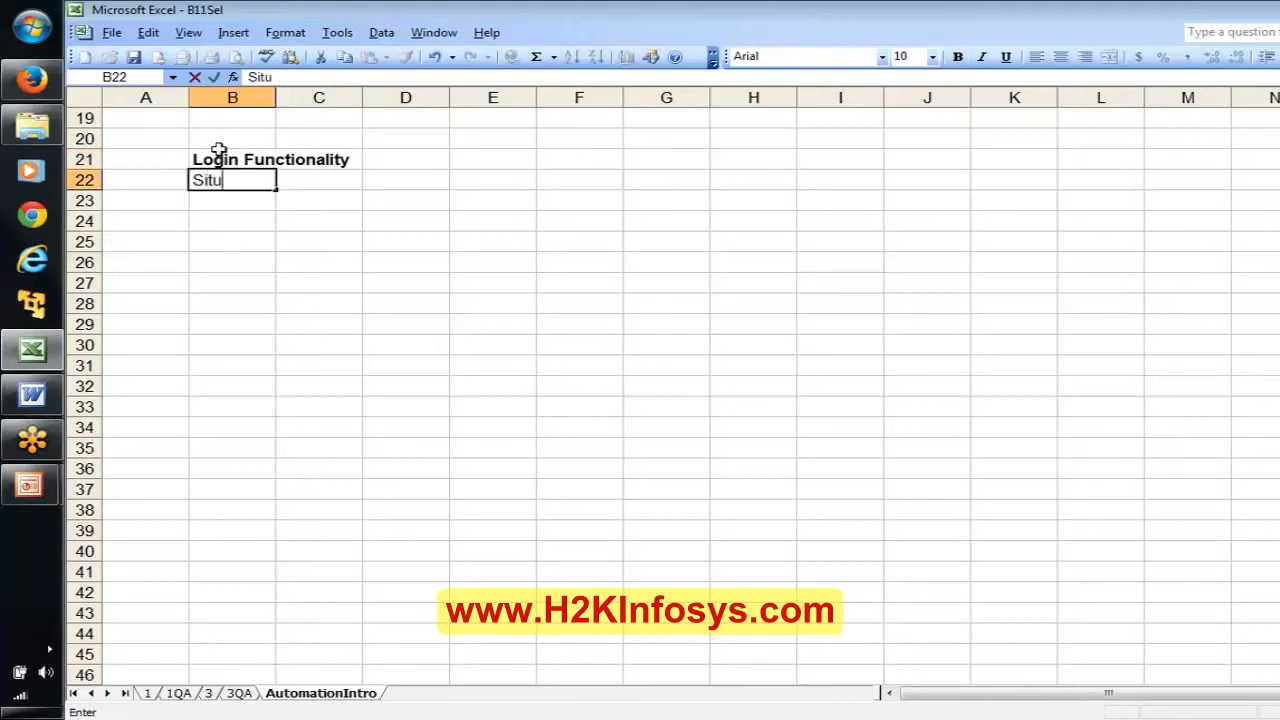 Microsoft Excel - B11Sel
File Edit View Insert Format Tools Data Window Help
Type a question f
Arial 10 B I U $ % ,
B22 Situ
A B C D E F G H I J K L M N
19
20
21 Login Functionality
22 Situ
23
24
25
26
27
28
29
30
31
32
33
34
35
36
37
38
39
40
41
42
43
44
45
46
www.H2KInfosys.com
1 1QA 3 3QA AutomationIntro
Enter